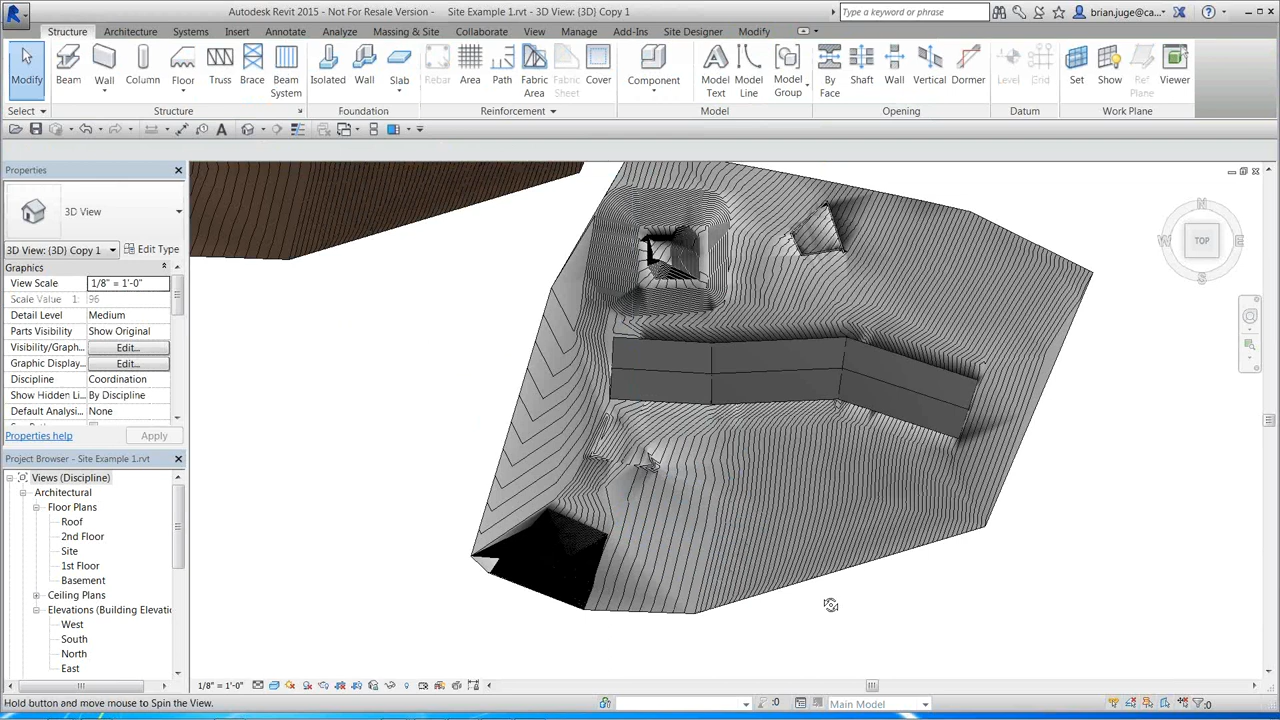 Autodesk Revit 2015 - Not For Resale Version - Site Example 1.rvt - 3D View: {3D} Copy 1
Type a keyword or phrase
brian.juge@ca...
Structure Architecture Systems Insert Annotate Analyze Massing & Site Collaborate View Manage Add-Ins Site Designer Modify
Modify Beam Wall Column Floor Truss Brace Beam System Isolated Wall Slab Rebar Area Path Fabric Area Fabric Sheet Cover Component Model Text Model Line Model Group By Face Shaft Wall Vertical Dormer Level Grid Set Show Ref Plane Viewer
Select Structure Foundation Reinforcement Model Opening Datum Work Plane
Properties
3D View
3D View: {3D} Copy 1 Edit Type
Graphics
View Scale 1/8" = 1'-0"
Scale Value 1: 96
Detail Level Medium
Parts Visibility Show Original
Visibility/Graph... Edit...
Graphic Display... Edit...
Discipline Coordination
Show Hidden Li... By Discipline
Default Analysi... None
Properties help Apply
Project Browser - Site Example 1.rvt
Views (Discipline)
Architectural
Floor Plans
Roof
2nd Floor
Site
1st Floor
Basement
Ceiling Plans
Elevations (Building Elevati
West
South
North
East
N
W TOP E
S
1/8" = 1'-0"
Hold button and move mouse to Spin the View.
:0 Main Model :0